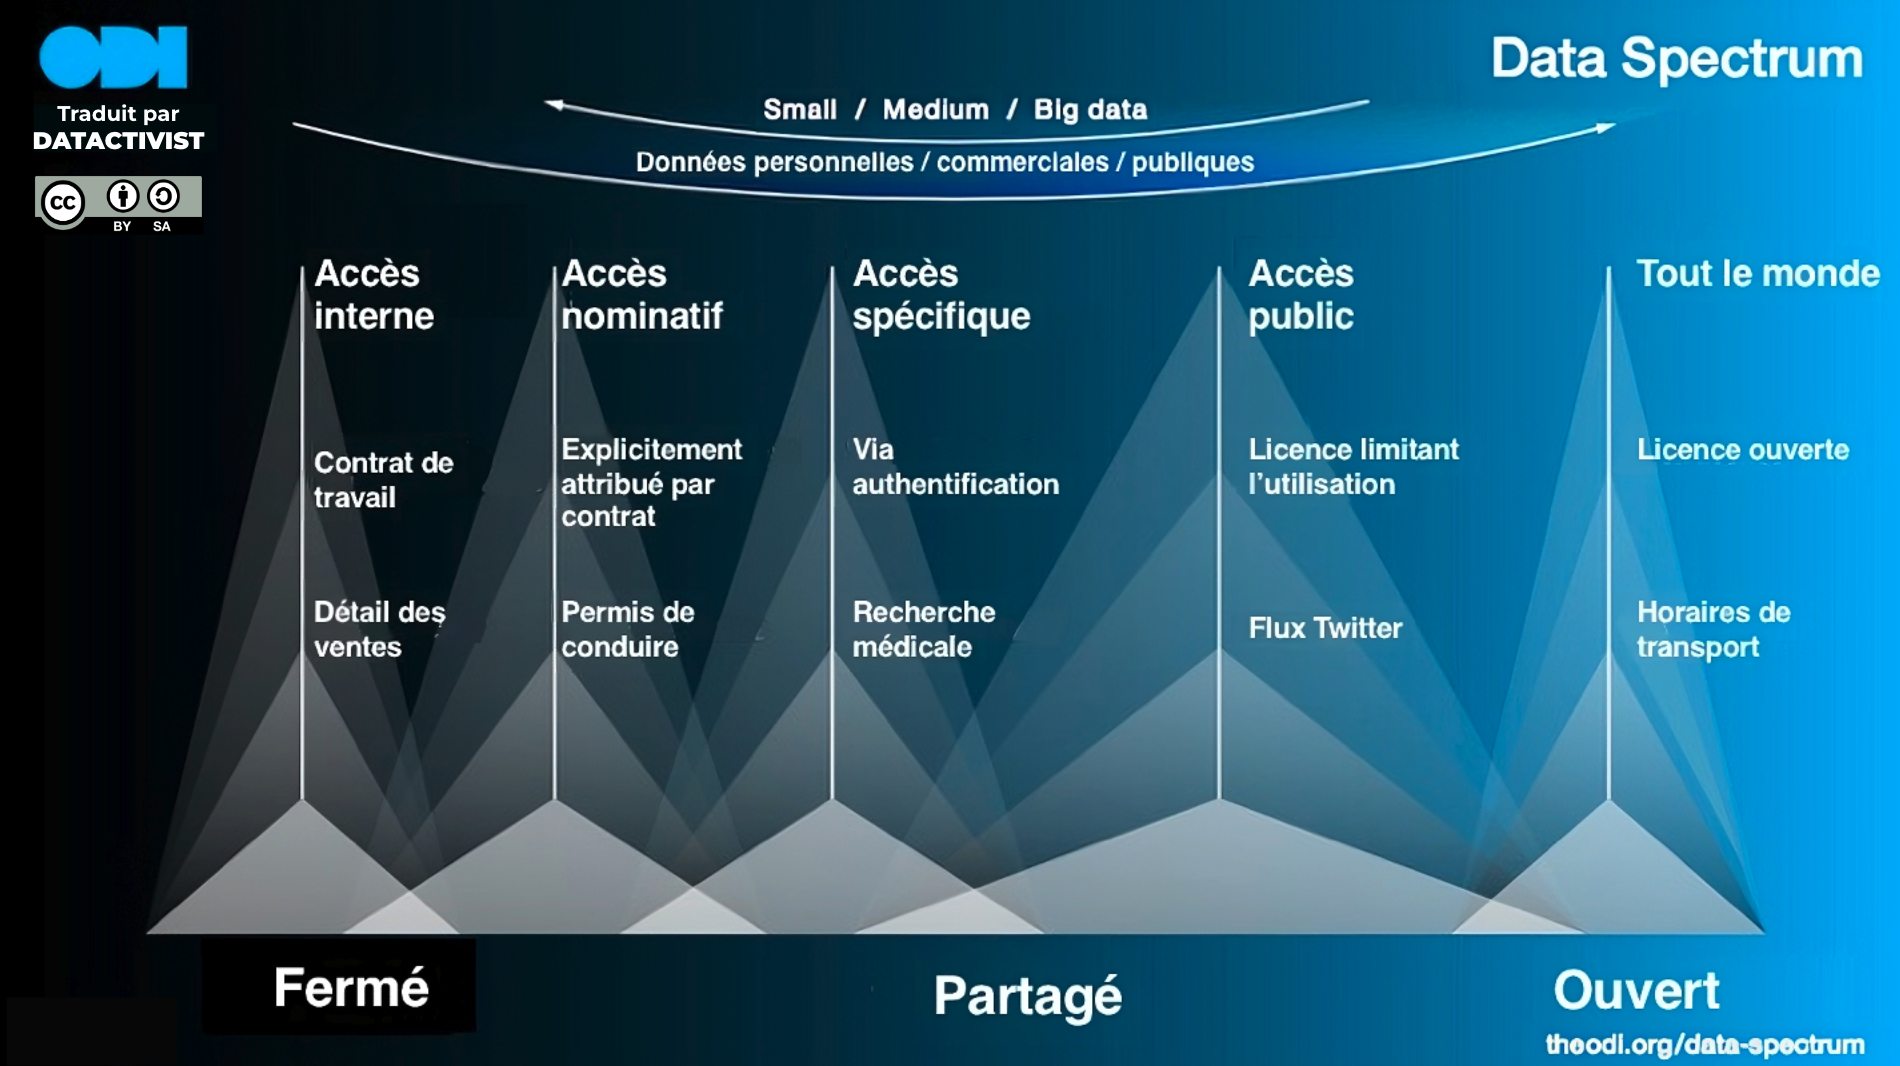 ODI
Traduit par
DATACTIVIST
CC
BY SA
Data Spectrum
Small / Medium / Big data
Données personnelles / commerciales / publiques
Accès
interne
Contrat de
travail
Détail des
ventes
Accès
nominatif
Explicitement
attribué par
contrat
Permis de
conduire
Accès
spécifique
Via
authentification
Recherche
médicale
Accès
public
Licence limitant
l’utilisation
Flux Twitter
Tout le monde
Licence ouverte
Horaires de
transport
Fermé
Partagé
Ouvert
theodi.org/data-spectrum